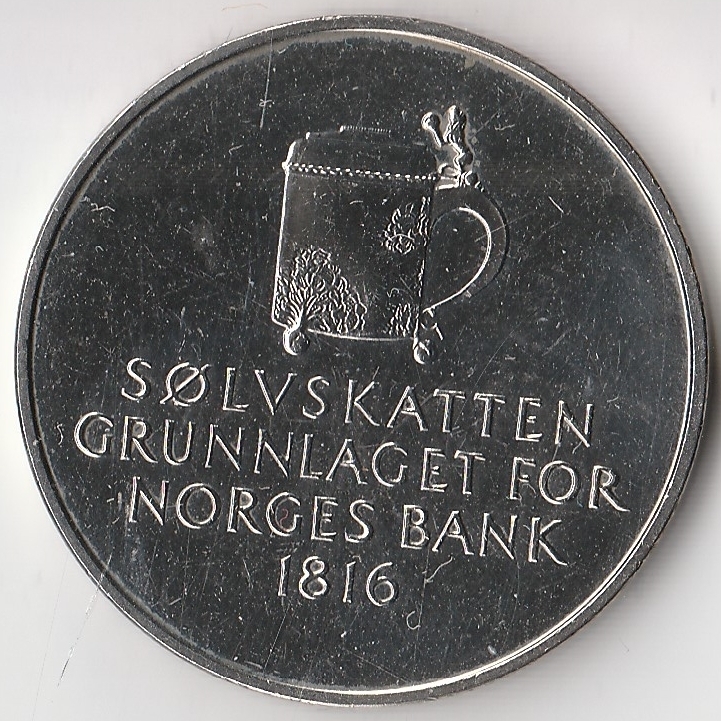 SØLVSKATTEN
GRUNNLAGET FOR
NORGES BANK
1816